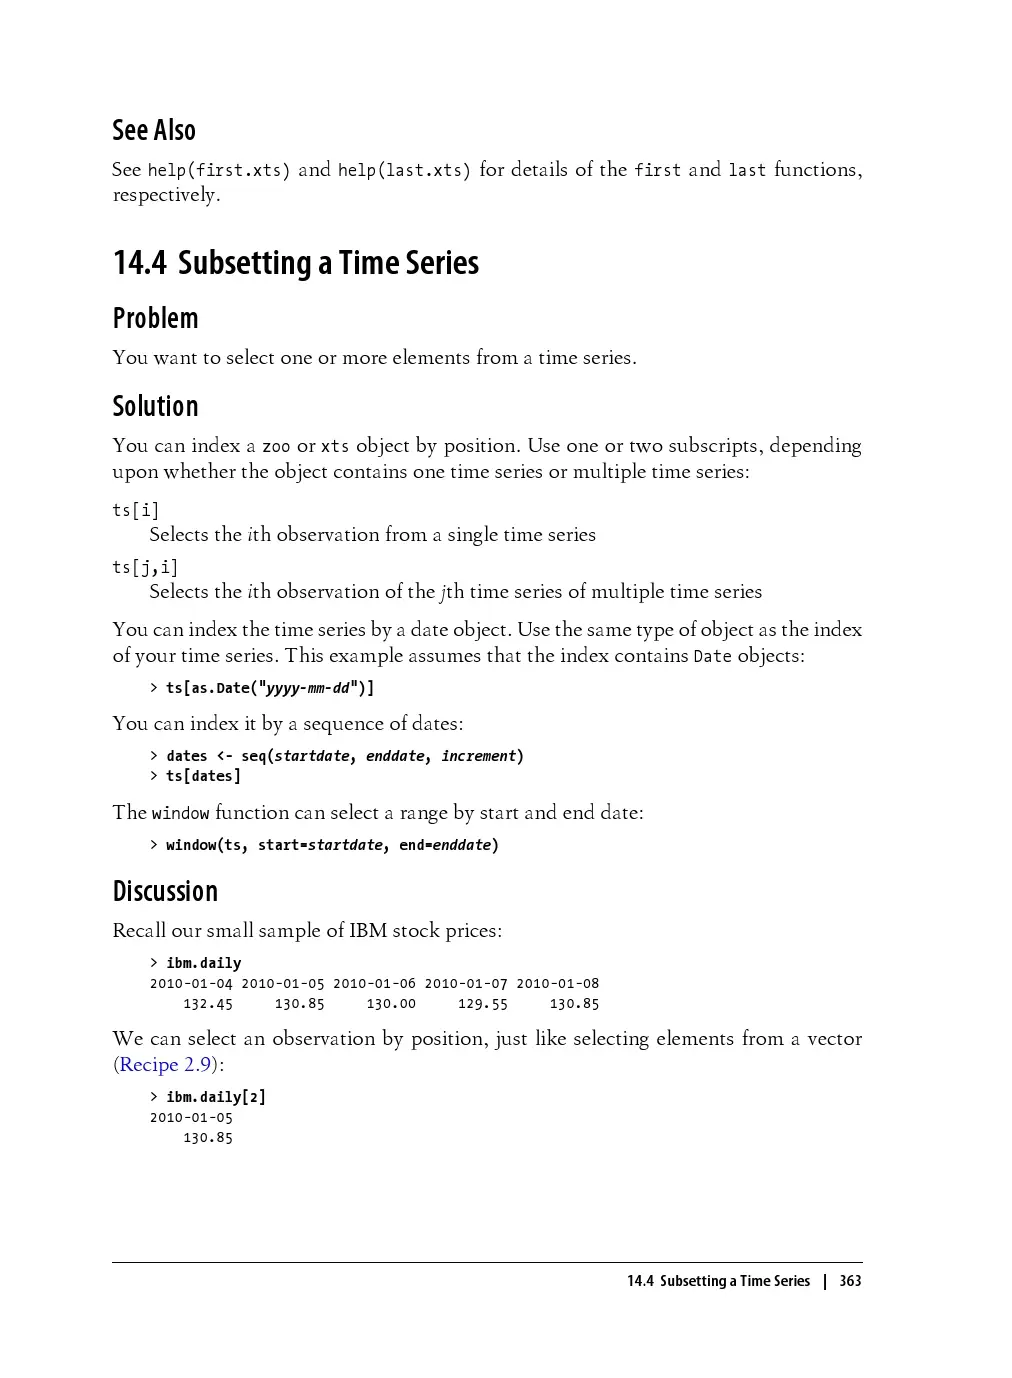 See Also
See help(first.xts) and help(last.xts) for details of the first and last functions,
respectively.
14.4 Subsetting a Time Series
Problem
You want to select one or more elements from a time series.
Solution
You can index a zoo or xts object by position. Use one or two subscripts, depending
upon whether the object contains one time series or multiple time series:
ts[i]
Selects the ith observation from a single time series
ts[j,i]
Selects the ith observation of the jth time series of multiple time series
You can index the time series by a date object. Use the same type of object as the index
of your time series. This example assumes that the index contains Date objects:
> ts[as.Date("yyyy-mm-dd")]
You can index it by a sequence of dates:
> dates <- seq(startdate, enddate, increment)
> ts[dates]
The window function can select a range by start and end date:
> window(ts, start=startdate, end=enddate)
Discussion
Recall our small sample of IBM stock prices:
> ibm.daily
2010-01-04 2010-01-05 2010-01-06 2010-01-07 2010-01-08
132.45 130.85 130.00 129.55 130.85
We can select an observation by position, just like selecting elements from a vector
(Recipe 2.9):
> ibm.daily[2]
2010-01-05
130.85
14.4 Subsetting a Time Series | 363